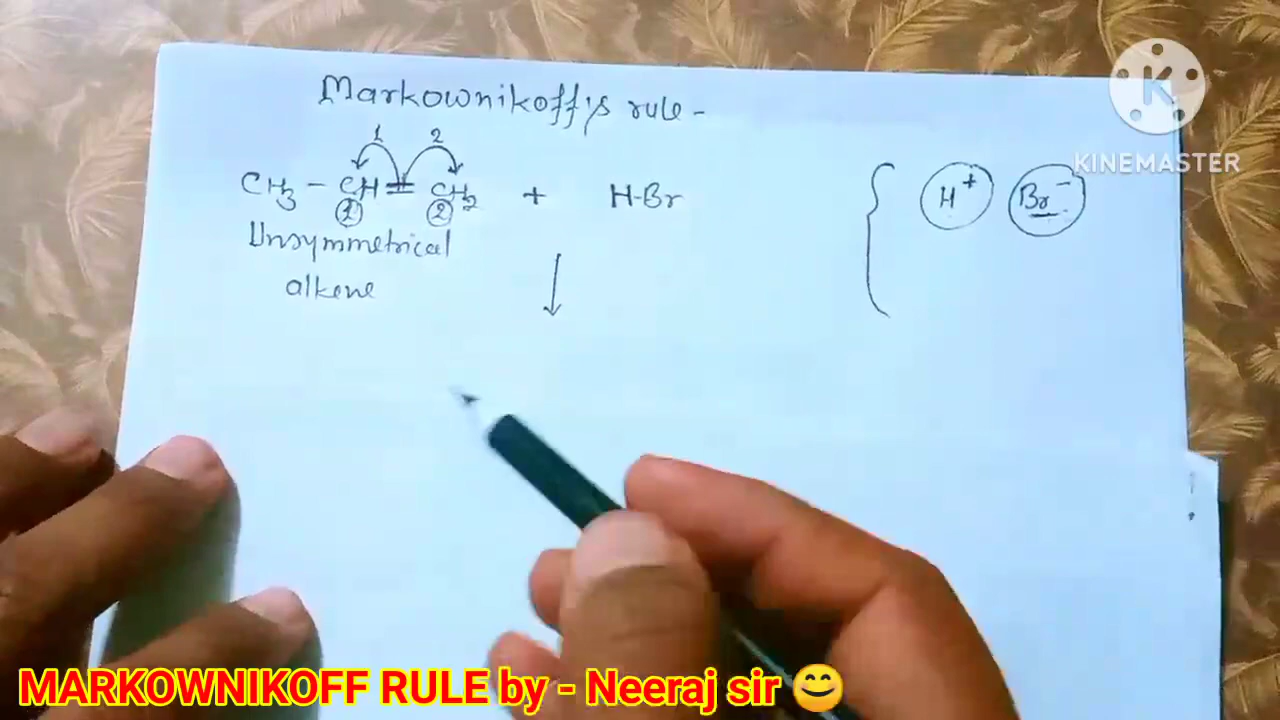 Markownikoff's rule -
1 2
CH3 - CH = CH2 + H-Br
1 2
Unsymmetrical
alkene
H+ Br-
K
KINEMASTER
MARKOWNIKOFF RULE by - Neeraj sir 😊